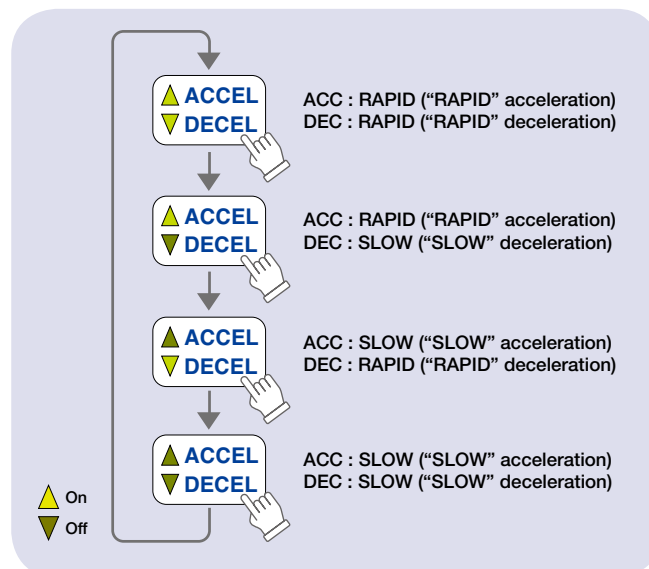 ACCEL
DECEL
ACC : RAPID (“RAPID” acceleration)
DEC : RAPID (“RAPID” deceleration)
ACCEL
DECEL
ACC : RAPID (“RAPID” acceleration)
DEC : SLOW (“SLOW” deceleration)
ACCEL
DECEL
ACC : SLOW (“SLOW” acceleration)
DEC : RAPID (“RAPID” deceleration)
ACCEL
DECEL
ACC : SLOW (“SLOW” acceleration)
DEC : SLOW (“SLOW” deceleration)
On
Off